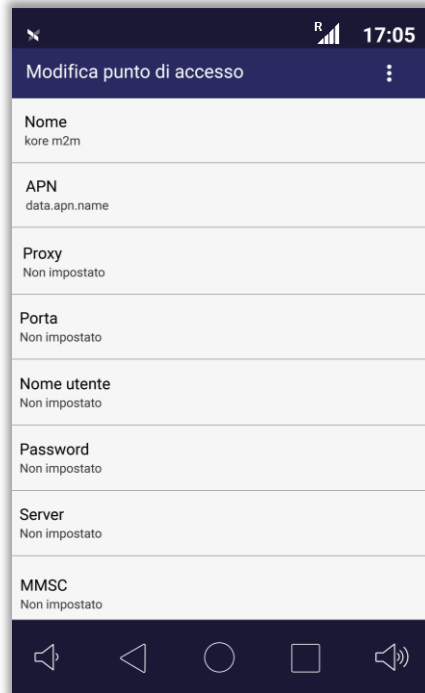 R
17:05
Modifica punto di accesso
Nome
kore m2m
APN
data.apn.name
Proxy
Non impostato
Porta
Non impostato
Nome utente
Non impostato
Password
Non impostato
Server
Non impostato
MMSC
Non impostato